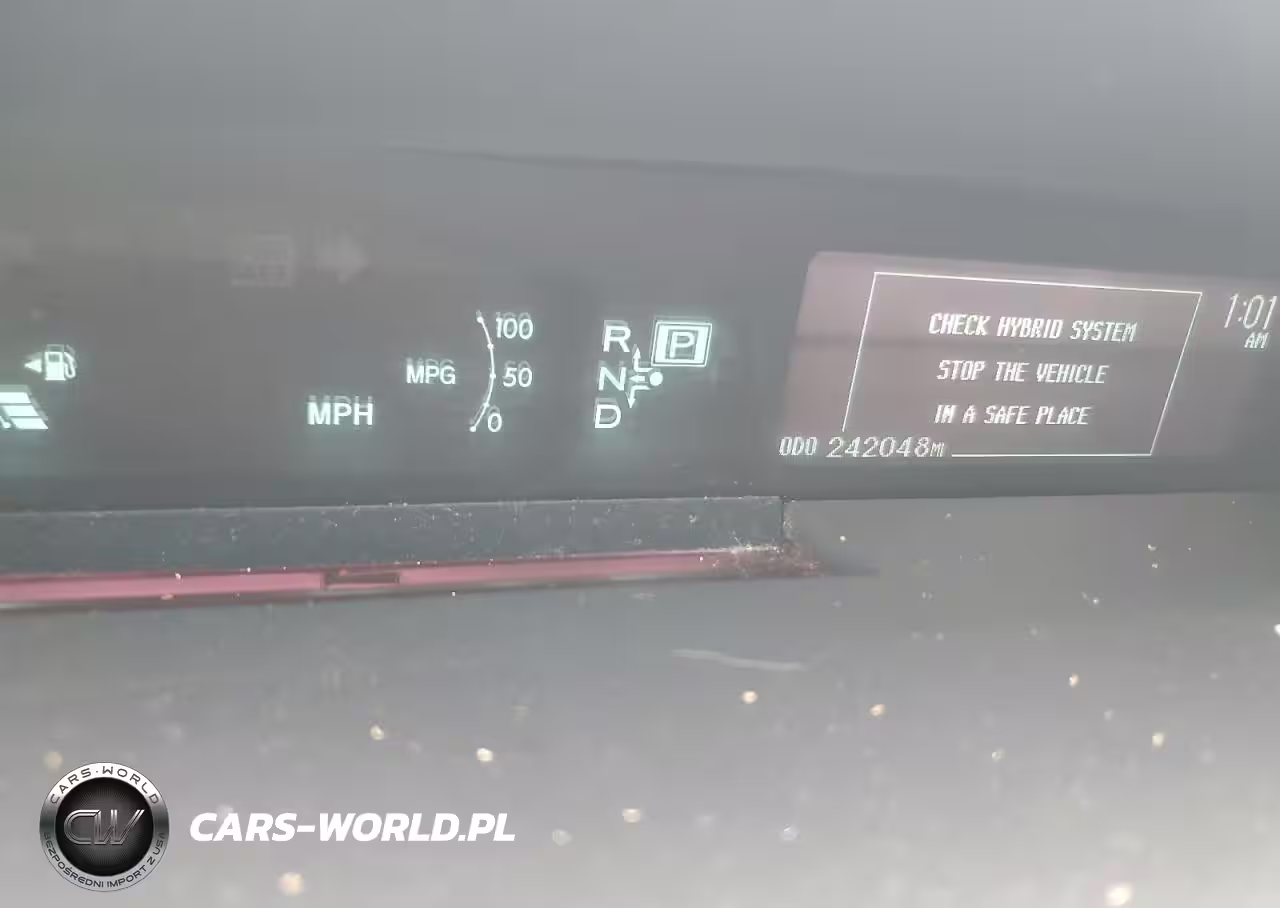 100
R P
MPG 50
N
MPH 0
D
CHECK HYBRID SYSTEM
STOP THE VEHICLE
IN A SAFE PLACE
1:01
AM
ODO 242048MI
CARS-WORLD
CW
BEZPOŚREDNI IMPORT Z USA
CARS-WORLD.PL